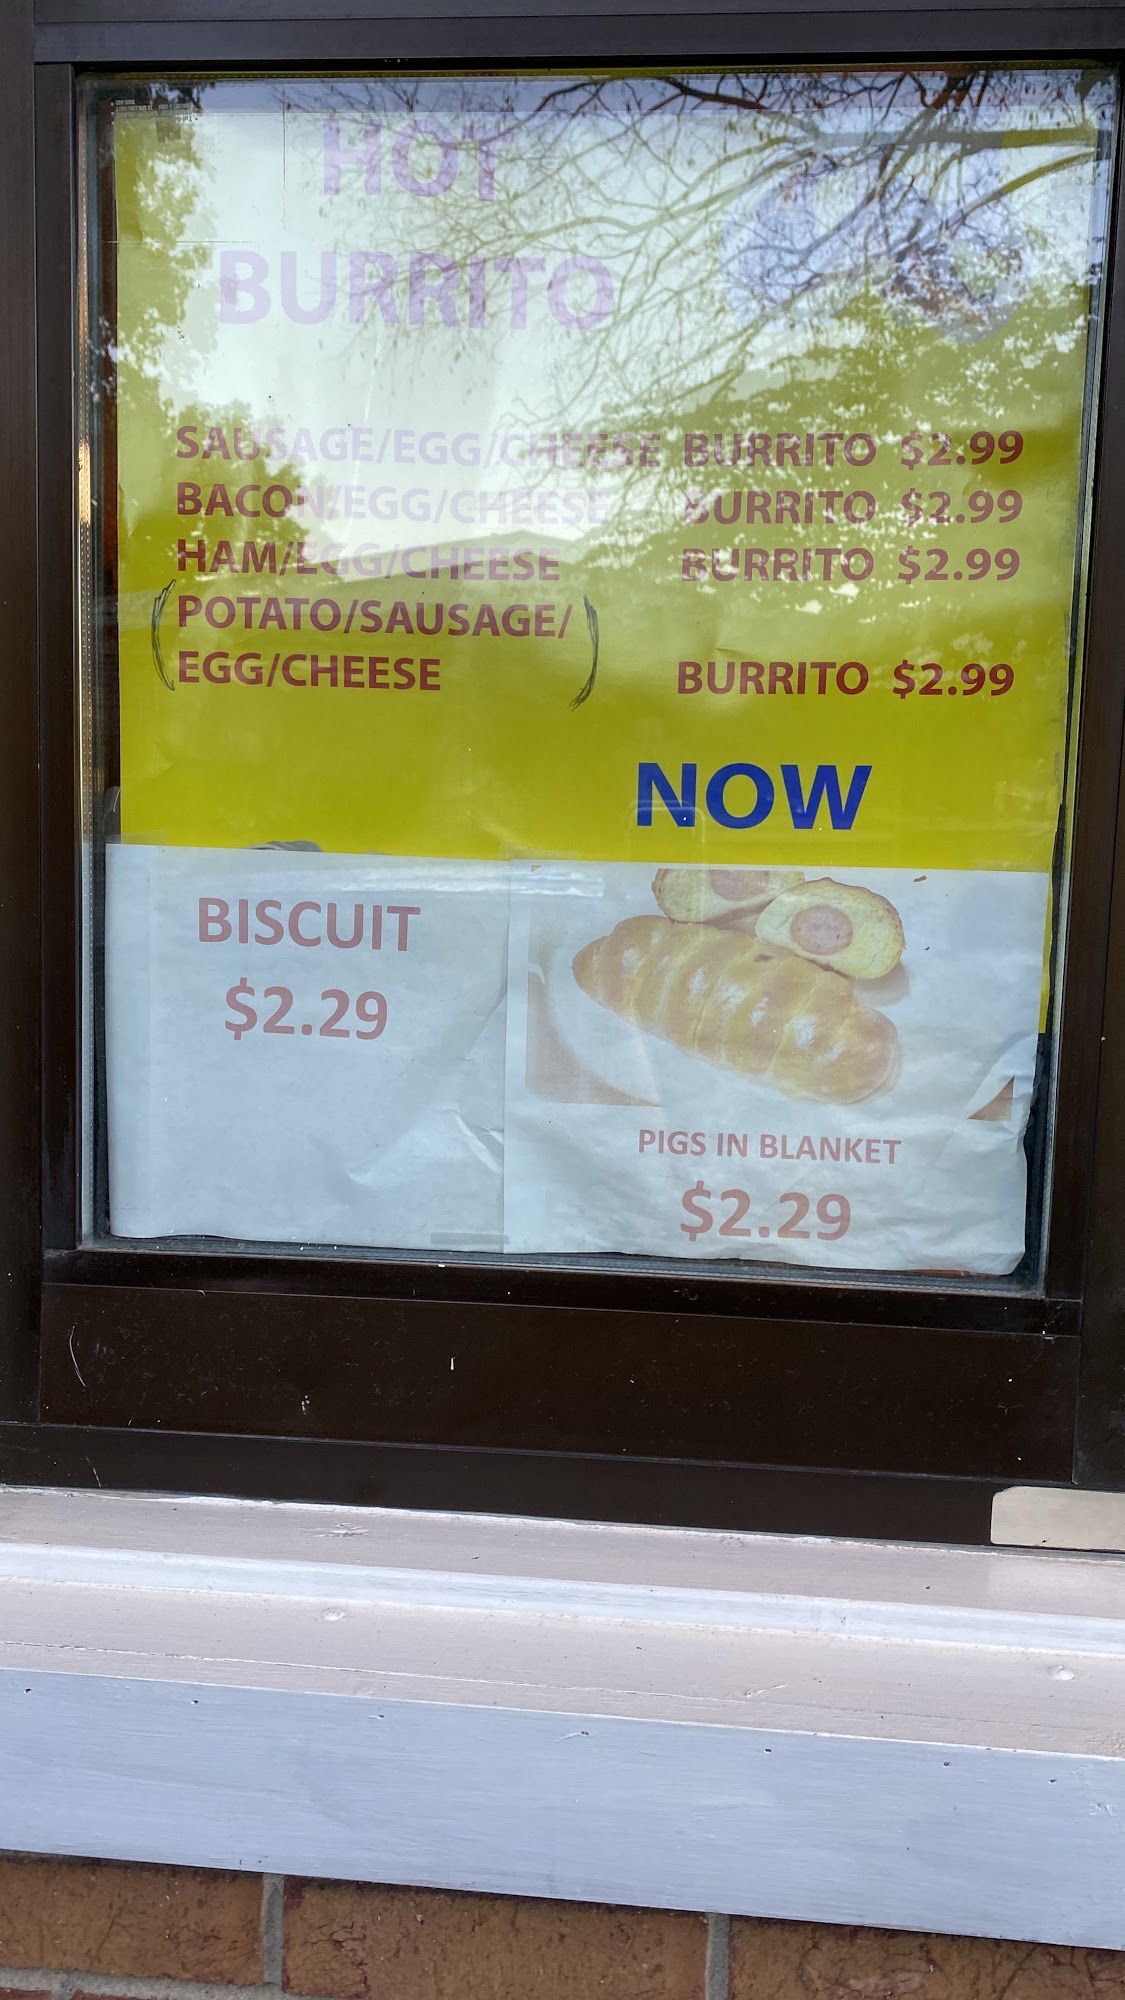 HOT
BURRITO
SAUSAGE/EGG/CHEESE BURRITO $2.99
BACON/EGG/CHEESE BURRITO $2.99
HAM/EGG/CHEESE BURRITO $2.99
(POTATO/SAUSAGE/
EGG/CHEESE) BURRITO $2.99
NOW
BISCUIT
$2.29
PIGS IN BLANKET
$2.29